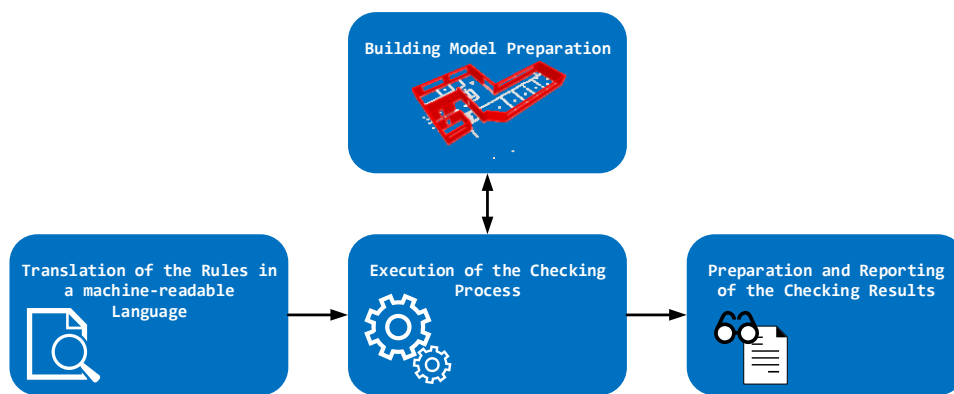 Building Model Preparation
Translation of the Rules in
a machine-readable
Language
Execution of the Checking
Process
Preparation and Reporting
of the Checking Results